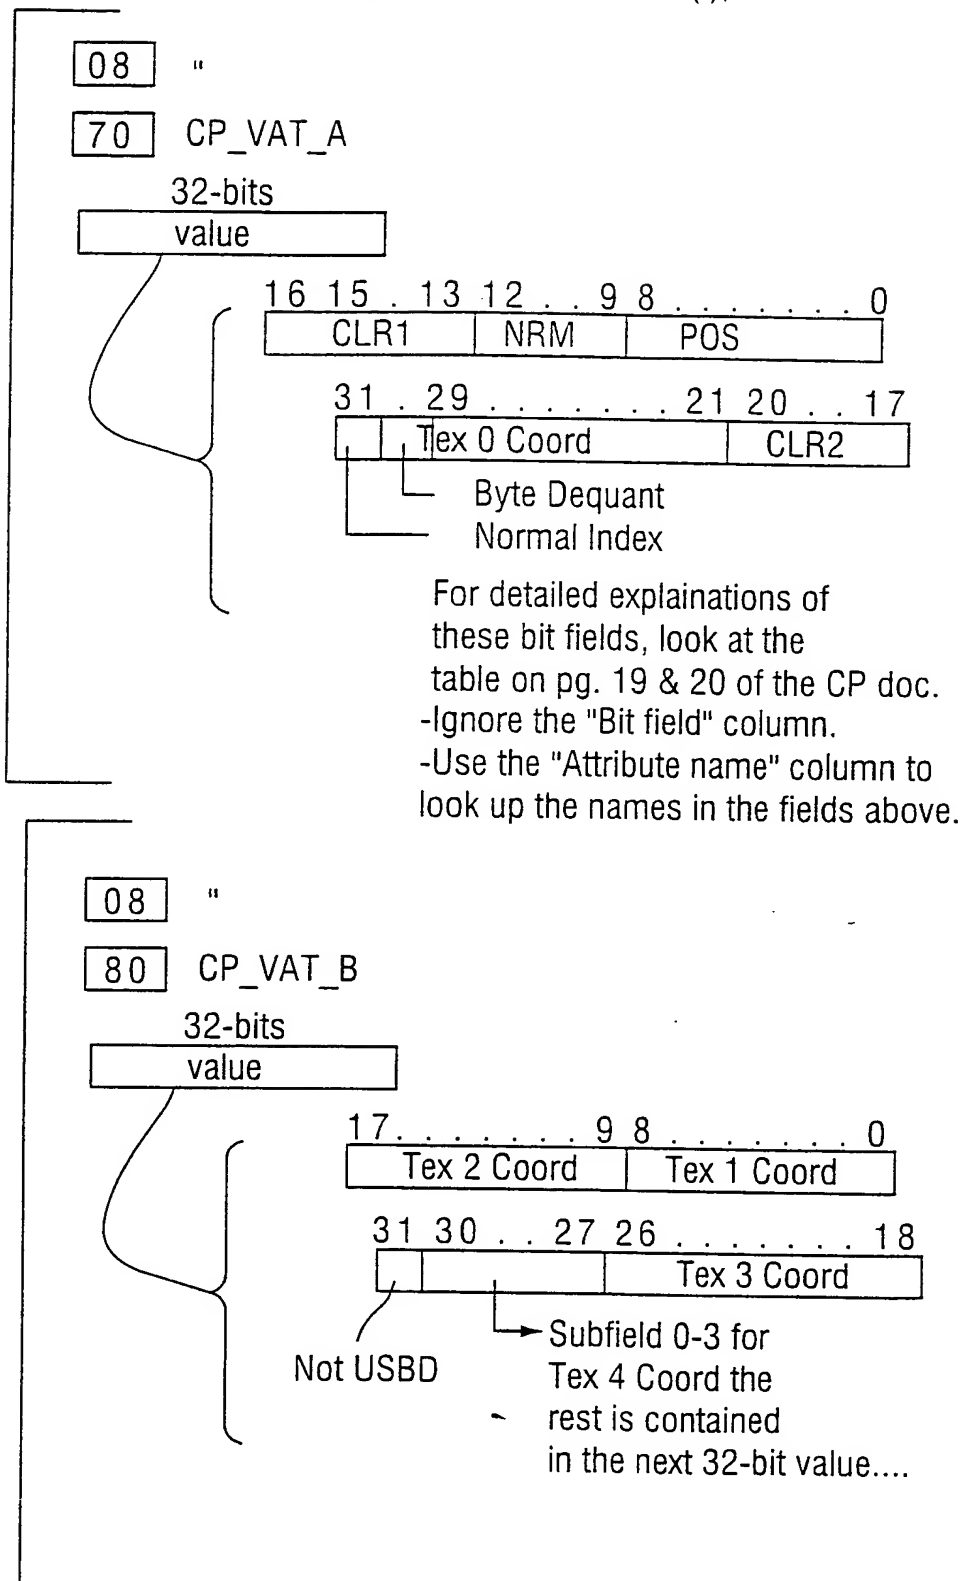 08 "
70 CP_VAT_A
32-bits
value
16 15 . 13 12 . . 9 8 . . . . . . . 0
CLR1 NRM POS
31 . 29 . . . . . . . 21 20 . . 17
Tex 0 Coord CLR2
Byte Dequant
Normal Index
For detailed explainations of
these bit fields, look at the
table on pg. 19 & 20 of the CP doc.
-Ignore the "Bit field" column.
-Use the "Attribute name" column to
look up the names in the fields above.
08 "
80 CP_VAT_B
32-bits
value
17. . . . . . . 9 8 . . . . . . . 0
Tex 2 Coord Tex 1 Coord
31 30 . . 27 26 . . . . . . . 18
Tex 3 Coord
Not USBD
Subfield 0-3 for
Tex 4 Coord the
rest is contained
in the next 32-bit value....